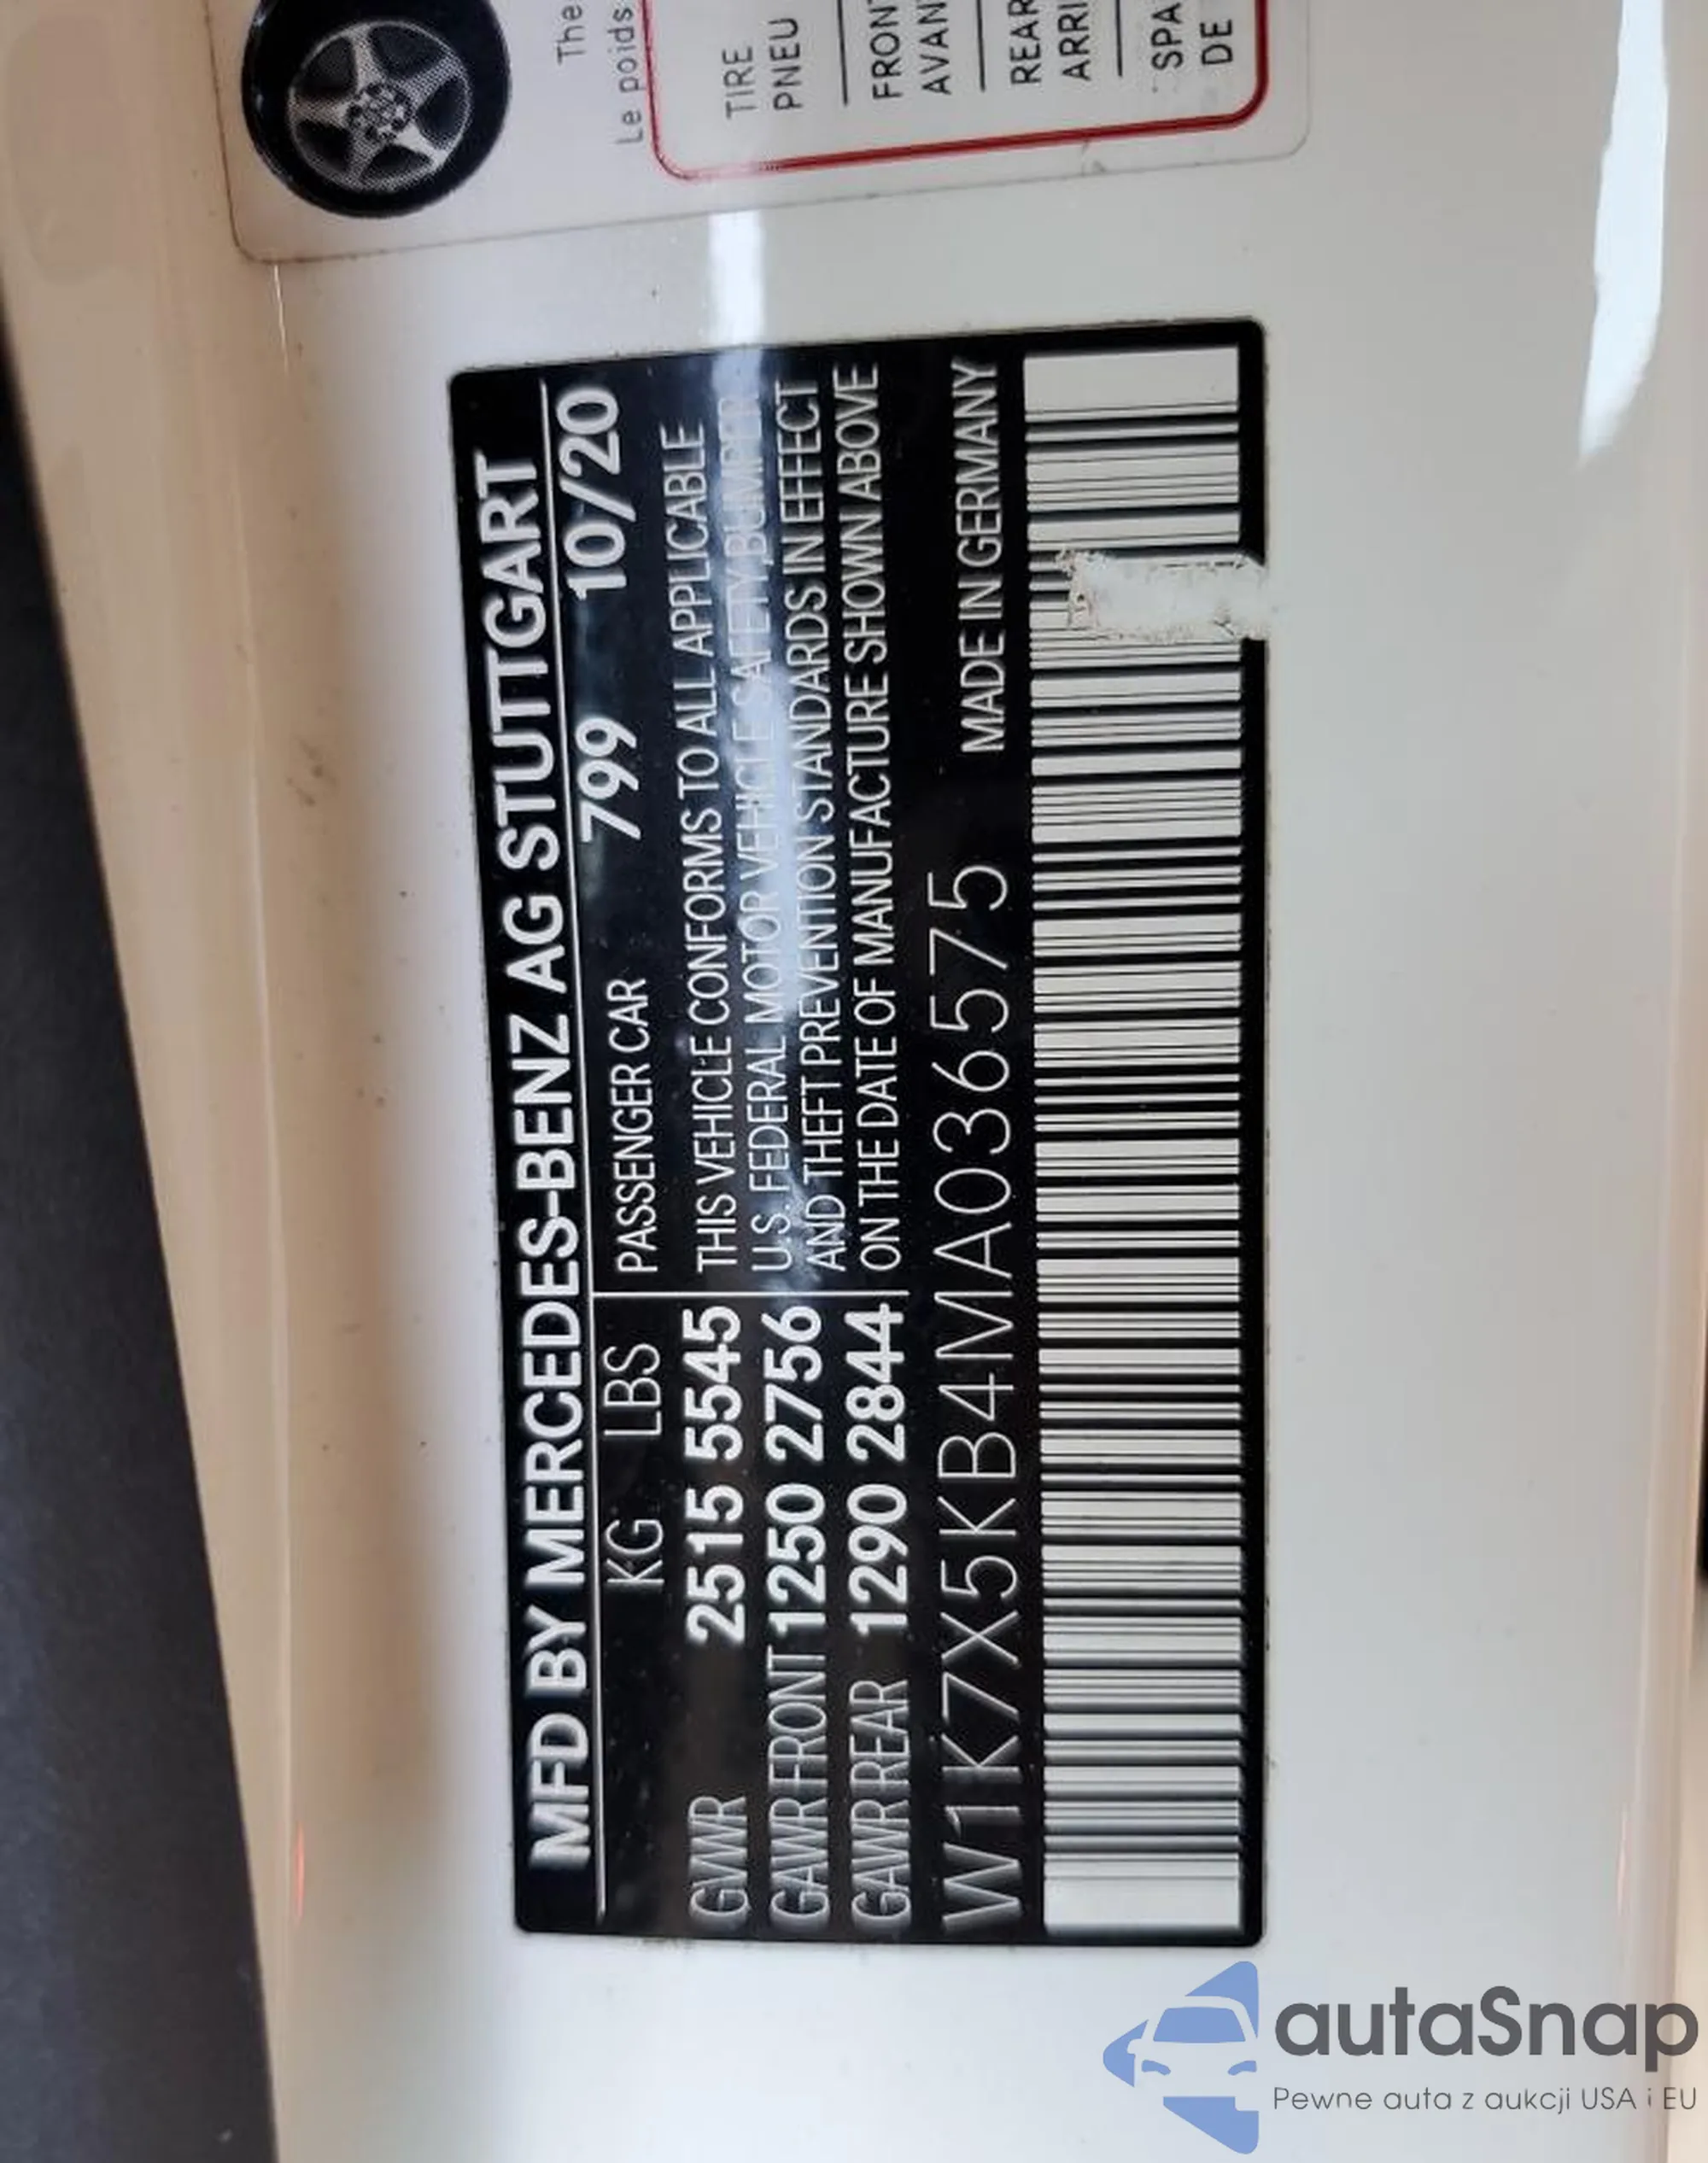 The
Le poids
TIRE
PNEU
FRONT
AVANT
REAR
ARRI
SPA
DE
MFD BY MERCEDES-BENZ AG STUTTGART
KG LBS PASSENGER CAR 799 10/20
GVWR 2515 5545 THIS VEHICLE CONFORMS TO ALL APPLICABLE
GAWR FRONT 1250 2756 U.S. FEDERAL MOTOR VEHICLE SAFETY, BUMPER,
GAWR REAR 1290 2844 AND THEFT PREVENTION STANDARDS IN EFFECT
ON THE DATE OF MANUFACTURE SHOWN ABOVE
W1K7X5KB4MA036575 MADE IN GERMANY
autaSnap
Pewne auta z aukcji USA i EU